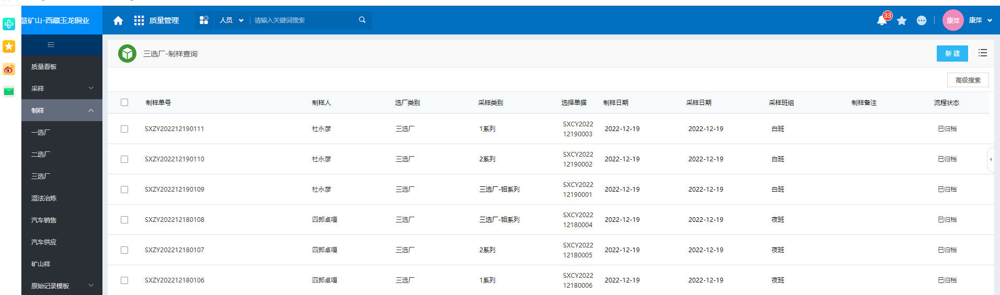 慧矿山-西藏玉龙铜业
质量管理
人员
请输入关键词搜索
33
康萍
康萍
三选厂-制样查询
新 建
高级搜索
质量看板
采样
制样
一选厂
二选厂
三选厂
湿法冶炼
汽车销售
汽车供应
矿山样
原始记录模板
制样单号 制样人 选厂类别 采样类别 选择单据 制样日期 采样日期 采样班组 制样备注 流程状态
SXZY202212190111 杜永彦 三选厂 1系列 SXCY2022 2022-12-19 2022-12-19 白班 已归档
12190003
SXZY202212190110 杜永彦 三选厂 2系列 SXCY2022 2022-12-19 2022-12-19 白班 已归档
12190002
SXZY202212190109 杜永彦 三选厂 三选厂-钼系列 SXCY2022 2022-12-19 2022-12-19 白班 已归档
12190001
SXZY202212180108 四郎卓嘎 三选厂 三选厂-钼系列 SXCY2022 2022-12-19 2022-12-19 夜班 已归档
12180004
SXZY202212180107 四郎卓嘎 三选厂 2系列 SXCY2022 2022-12-19 2022-12-19 夜班 已归档
12180005
SXZY202212180106 四郎卓嘎 三选厂 1系列 SXCY2022 2022-12-19 2022-12-19 夜班 已归档
12180006